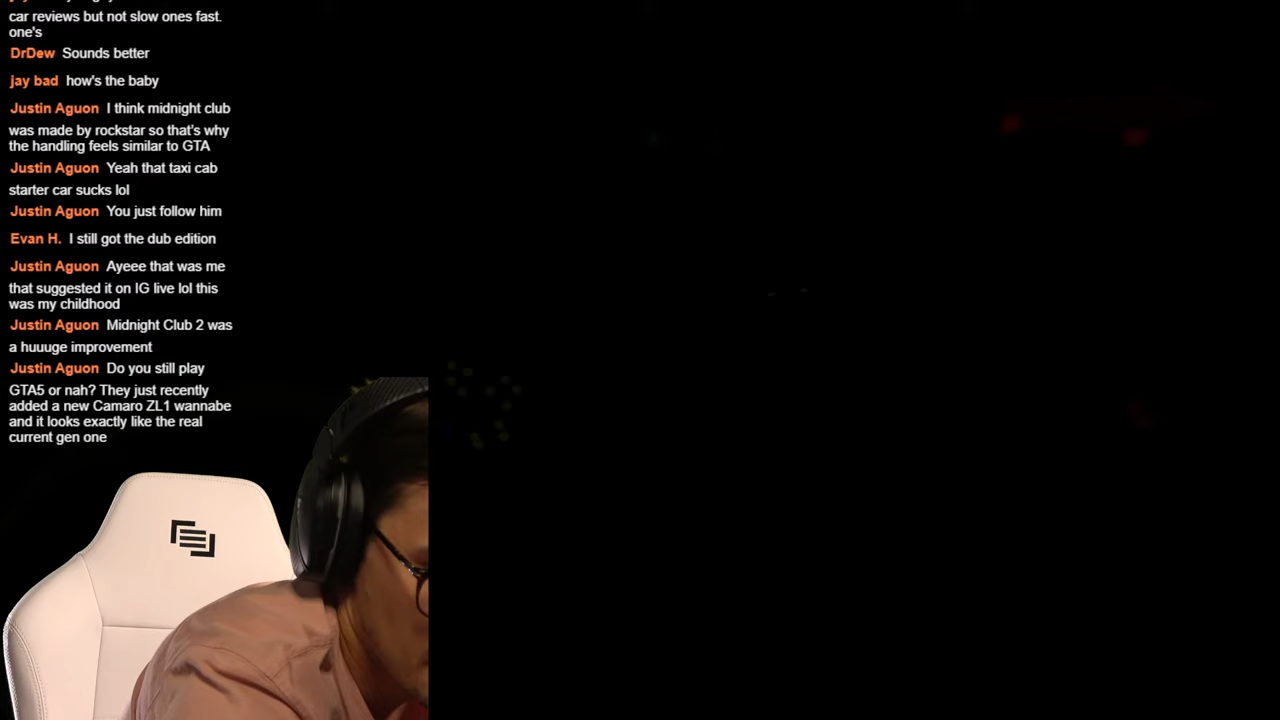 car reviews but not slow ones fast.
one's
DrDew Sounds better
jay bad how's the baby
Justin Aguon I think midnight club
was made by rockstar so that's why
the handling feels similar to GTA
Justin Aguon Yeah that taxi cab
starter car sucks lol
Justin Aguon You just follow him
Evan H. I still got the dub edition
Justin Aguon Ayeee that was me
that suggested it on IG live lol this
was my childhood
Justin Aguon Midnight Club 2 was
a huuuge improvement
Justin Aguon Do you still play
GTA5 or nah? They just recently
added a new Camaro ZL1 wannabe
and it looks exactly like the real
current gen one